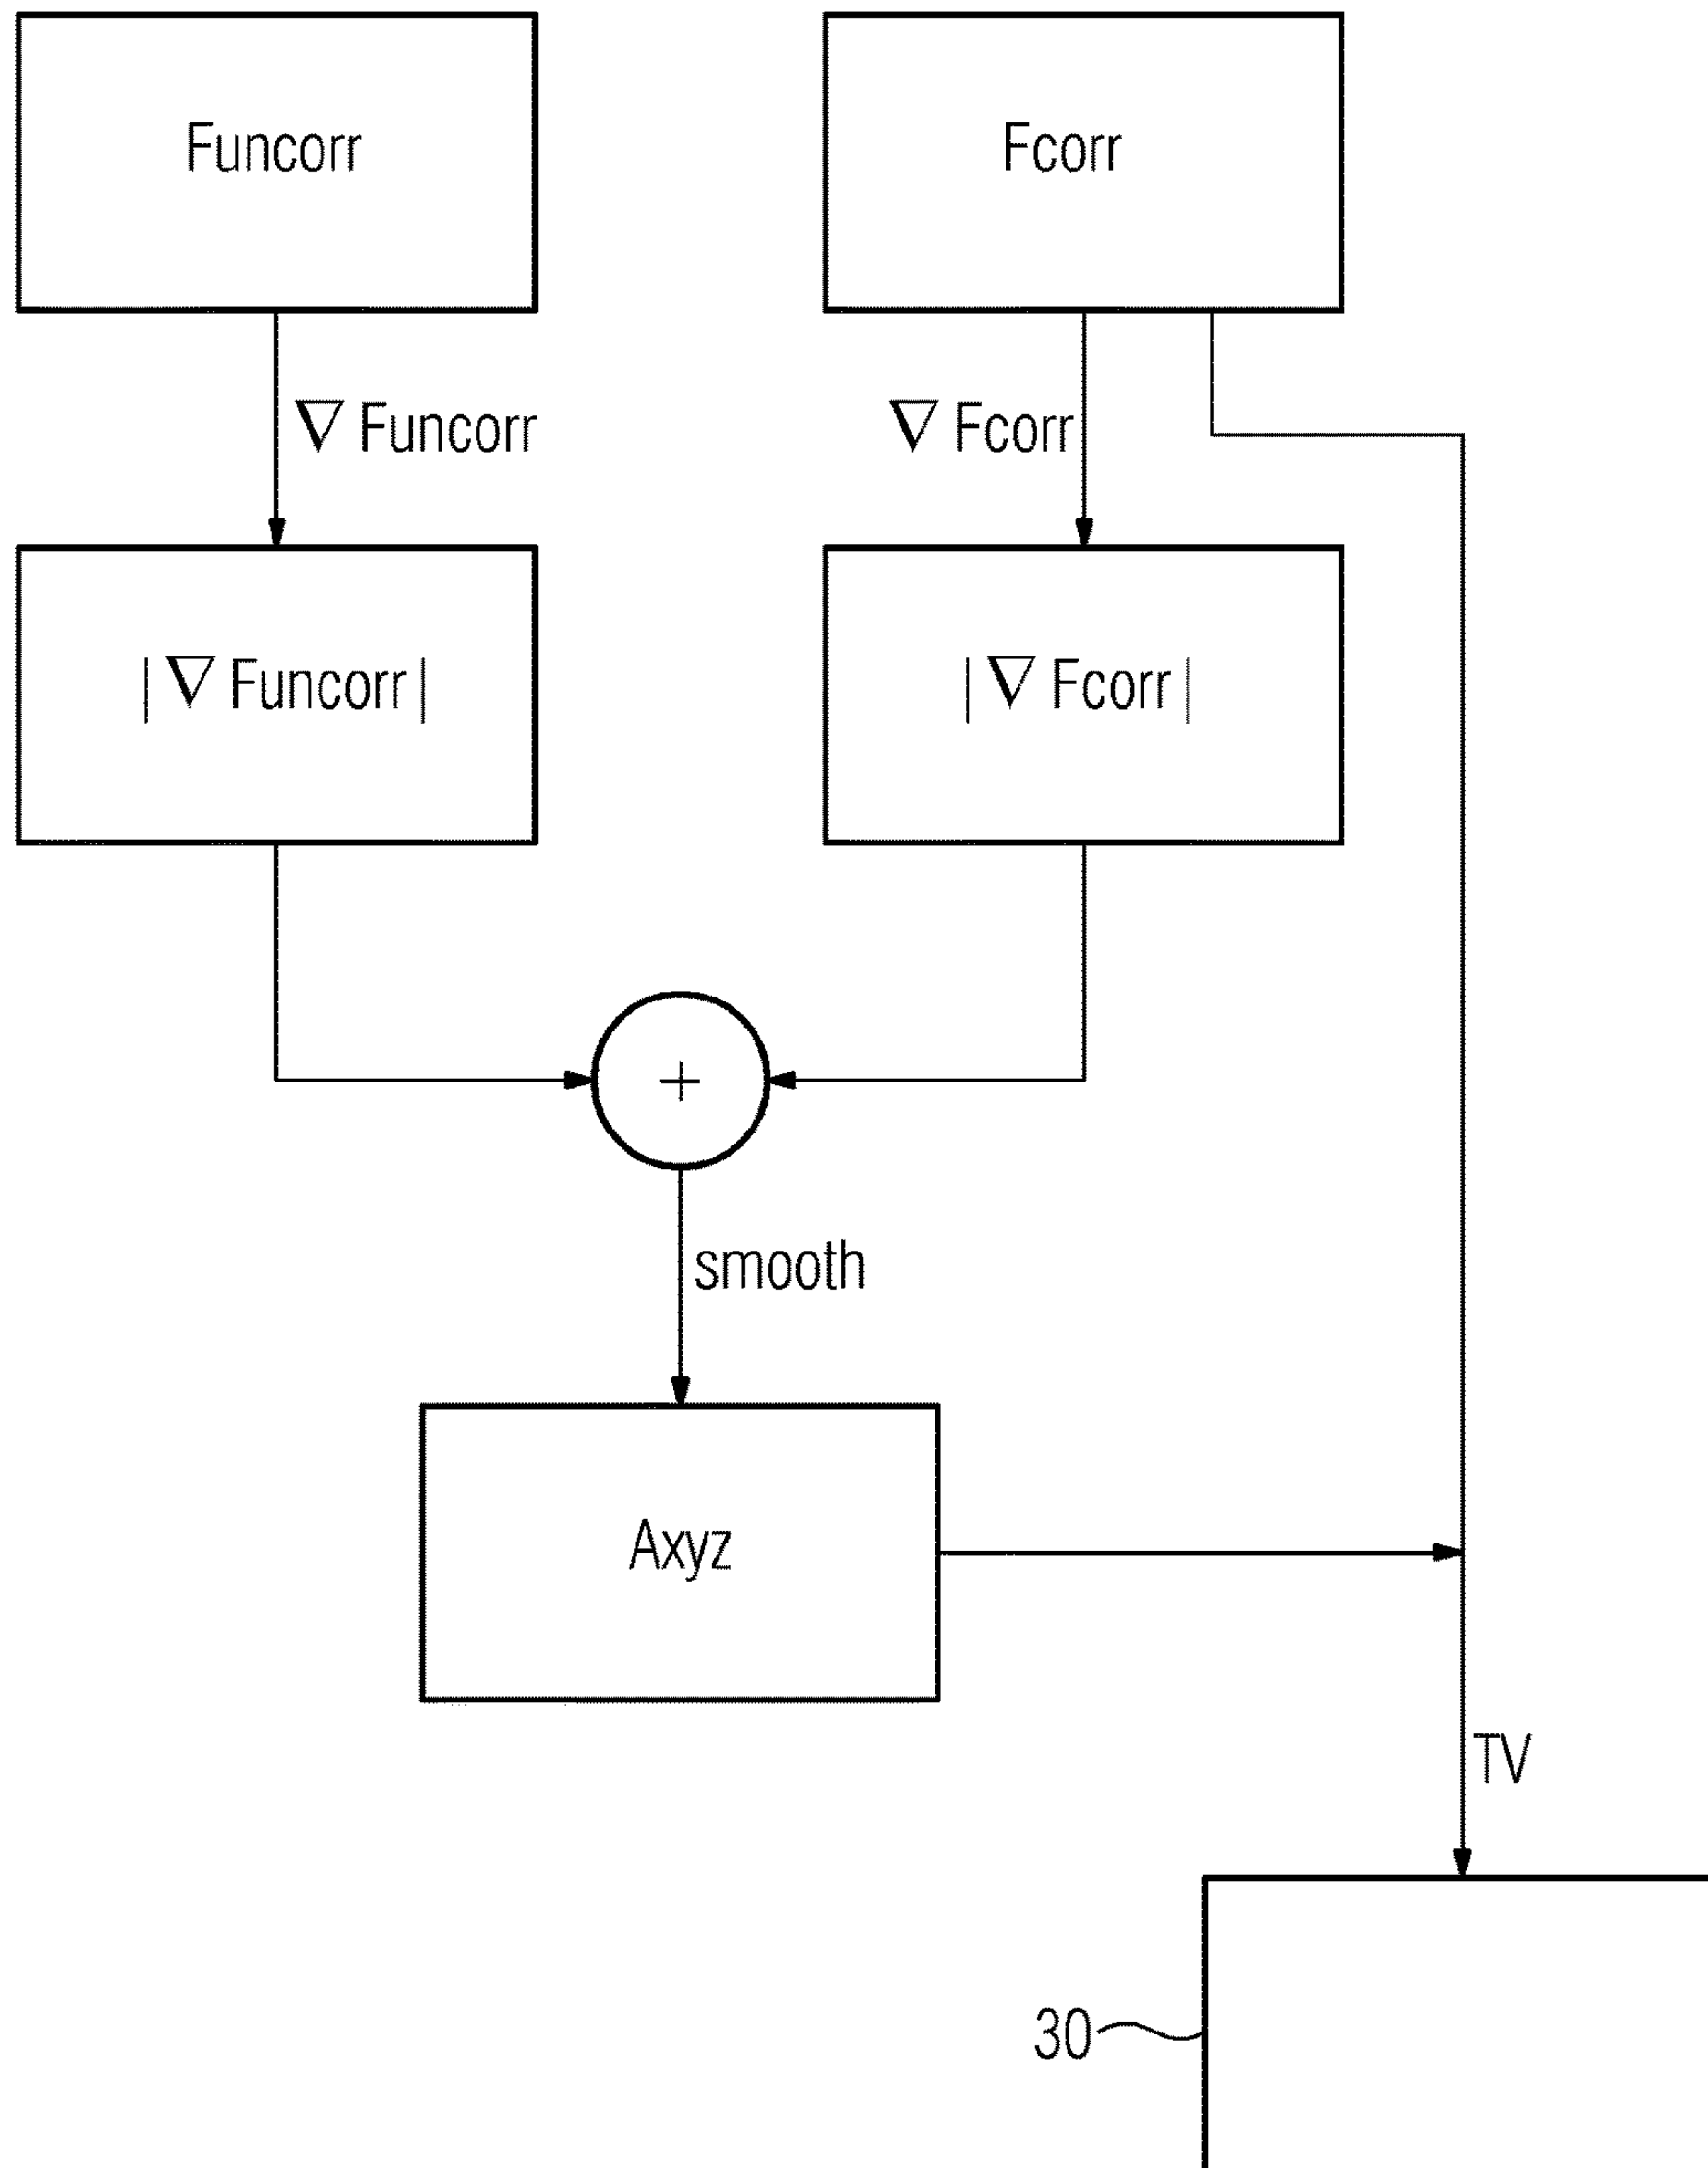 Funcorr
Fcorr
∇ Funcorr
∇ Fcorr
|∇ Funcorr|
|∇ Fcorr|
+
smooth
Axyz
TV
30